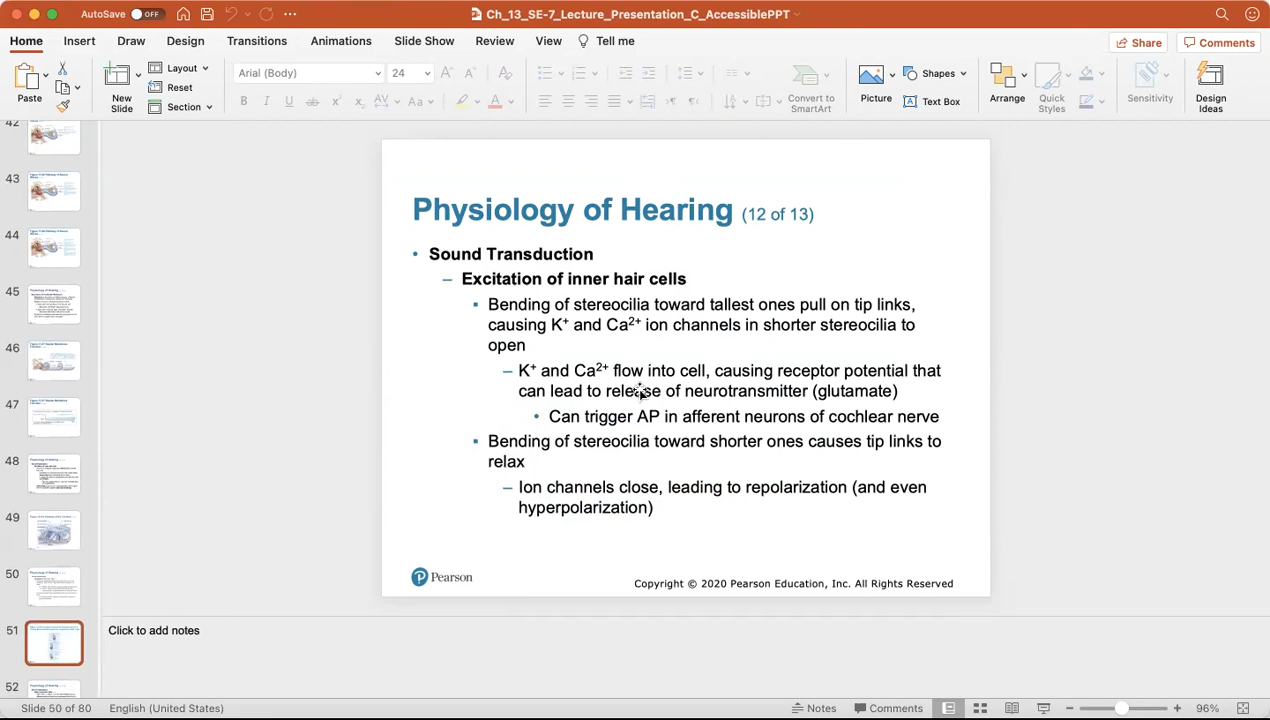 AutoSave OFF
Ch_13_SE-7_Lecture_Presentation_C_AccessiblePPT
Home Insert Draw Design Transitions Animations Slide Show Review View Tell me Share Comments
Paste
New Slide
Layout
Reset
Section
Arial (Body) 24
Convert to SmartArt
Picture
Shapes
Text Box
Arrange
Quick Styles
Sensitivity
Design Ideas
42
43
44
45
46
47
48
49
50
51
52
Physiology of Hearing (12 of 13)
• Sound Transduction
– Excitation of inner hair cells
▪ Bending of stereocilia toward tallest ones pull on tip links,
causing K⁺ and Ca²⁺ ion channels in shorter stereocilia to
open
– K⁺ and Ca²⁺ flow into cell, causing receptor potential that
can lead to release of neurotransmitter (glutamate)
• Can trigger AP in afferent neurons of cochlear nerve
▪ Bending of stereocilia toward shorter ones causes tip links to
relax
– Ion channels close, leading to repolarization (and even
hyperpolarization)
Pearson
Copyright © 2020 Pearson Education, Inc. All Rights Reserved
Click to add notes
Slide 50 of 80 English (United States) Notes Comments 96%